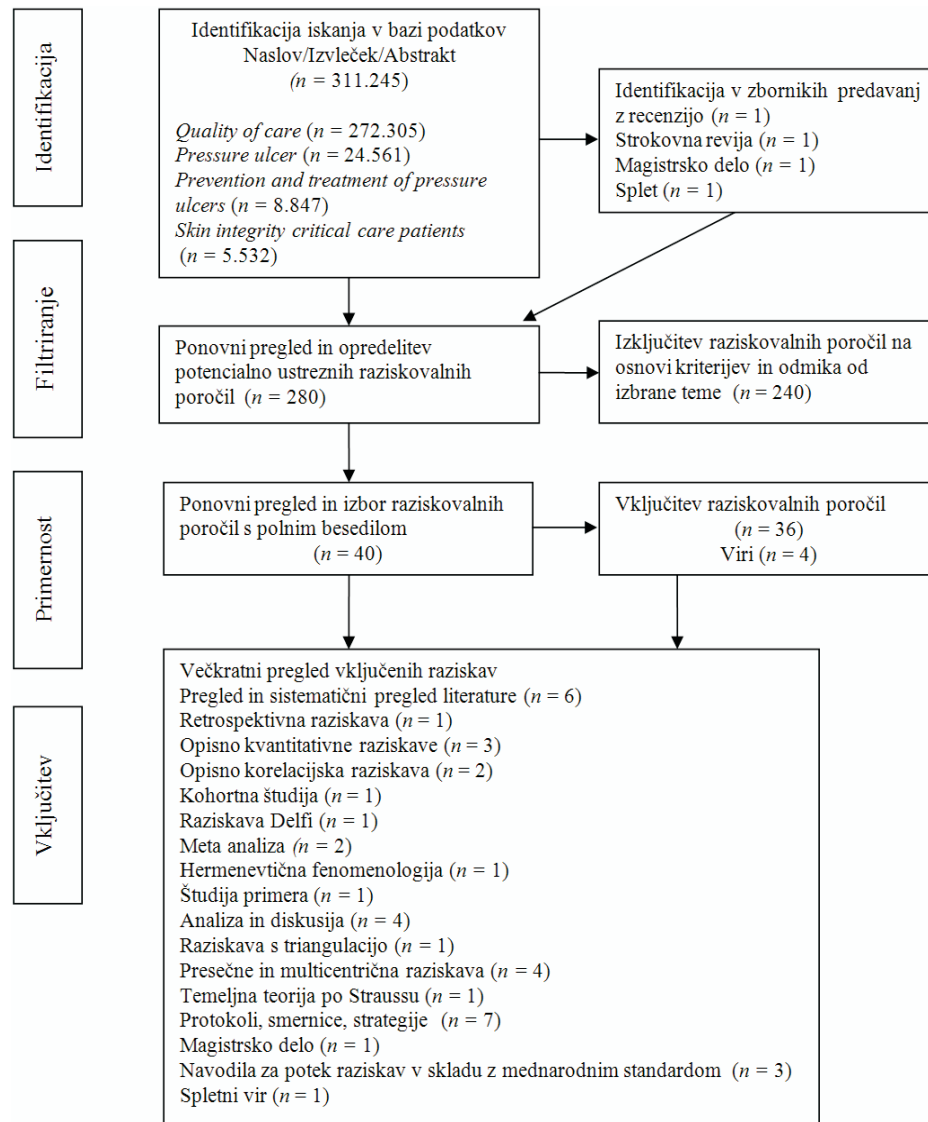 Identifikacija
Identifikacija iskanja v bazi podatkov
Naslov/Izvleček/Abstrakt
(n = 311.245)
Quality of care (n = 272.305)
Pressure ulcer (n = 24.561)
Prevention and treatment of pressure
ulcers (n = 8.847)
Skin integrity critical care patients
(n = 5.532)
Identifikacija v zbornikih predavanj
z recenzijo (n = 1)
Strokovna revija (n = 1)
Magistrsko delo (n = 1)
Splet (n = 1)
Filtriranje
Ponovni pregled in opredelitev
potencialno ustreznih raziskovalnih
poročil (n = 280)
Izključitev raziskovalnih poročil na
osnovi kriterijev in odmika od
izbrane teme (n = 240)
Primernost
Ponovni pregled in izbor raziskovalnih
poročil s polnim besedilom
(n = 40)
Vključitev raziskovalnih poročil
(n = 36)
Viri (n = 4)
Vključitev
Večkratni pregled vključenih raziskav
Pregled in sistematični pregled literature (n = 6)
Retrospektivna raziskava (n = 1)
Opisno kvantitativne raziskave (n = 3)
Opisno korelacijska raziskava (n = 2)
Kohortna študija (n = 1)
Raziskava Delfi (n = 1)
Meta analiza (n = 2)
Hermenevtična fenomenologija (n = 1)
Študija primera (n = 1)
Analiza in diskusija (n = 4)
Raziskava s triangulacijo (n = 1)
Presečne in multicentrična raziskava (n = 4)
Temeljna teorija po Straussu (n = 1)
Protokoli, smernice, strategije (n = 7)
Magistrsko delo (n = 1)
Navodila za potek raziskav v skladu z mednarodnim standardom (n = 3)
Spletni vir (n = 1)